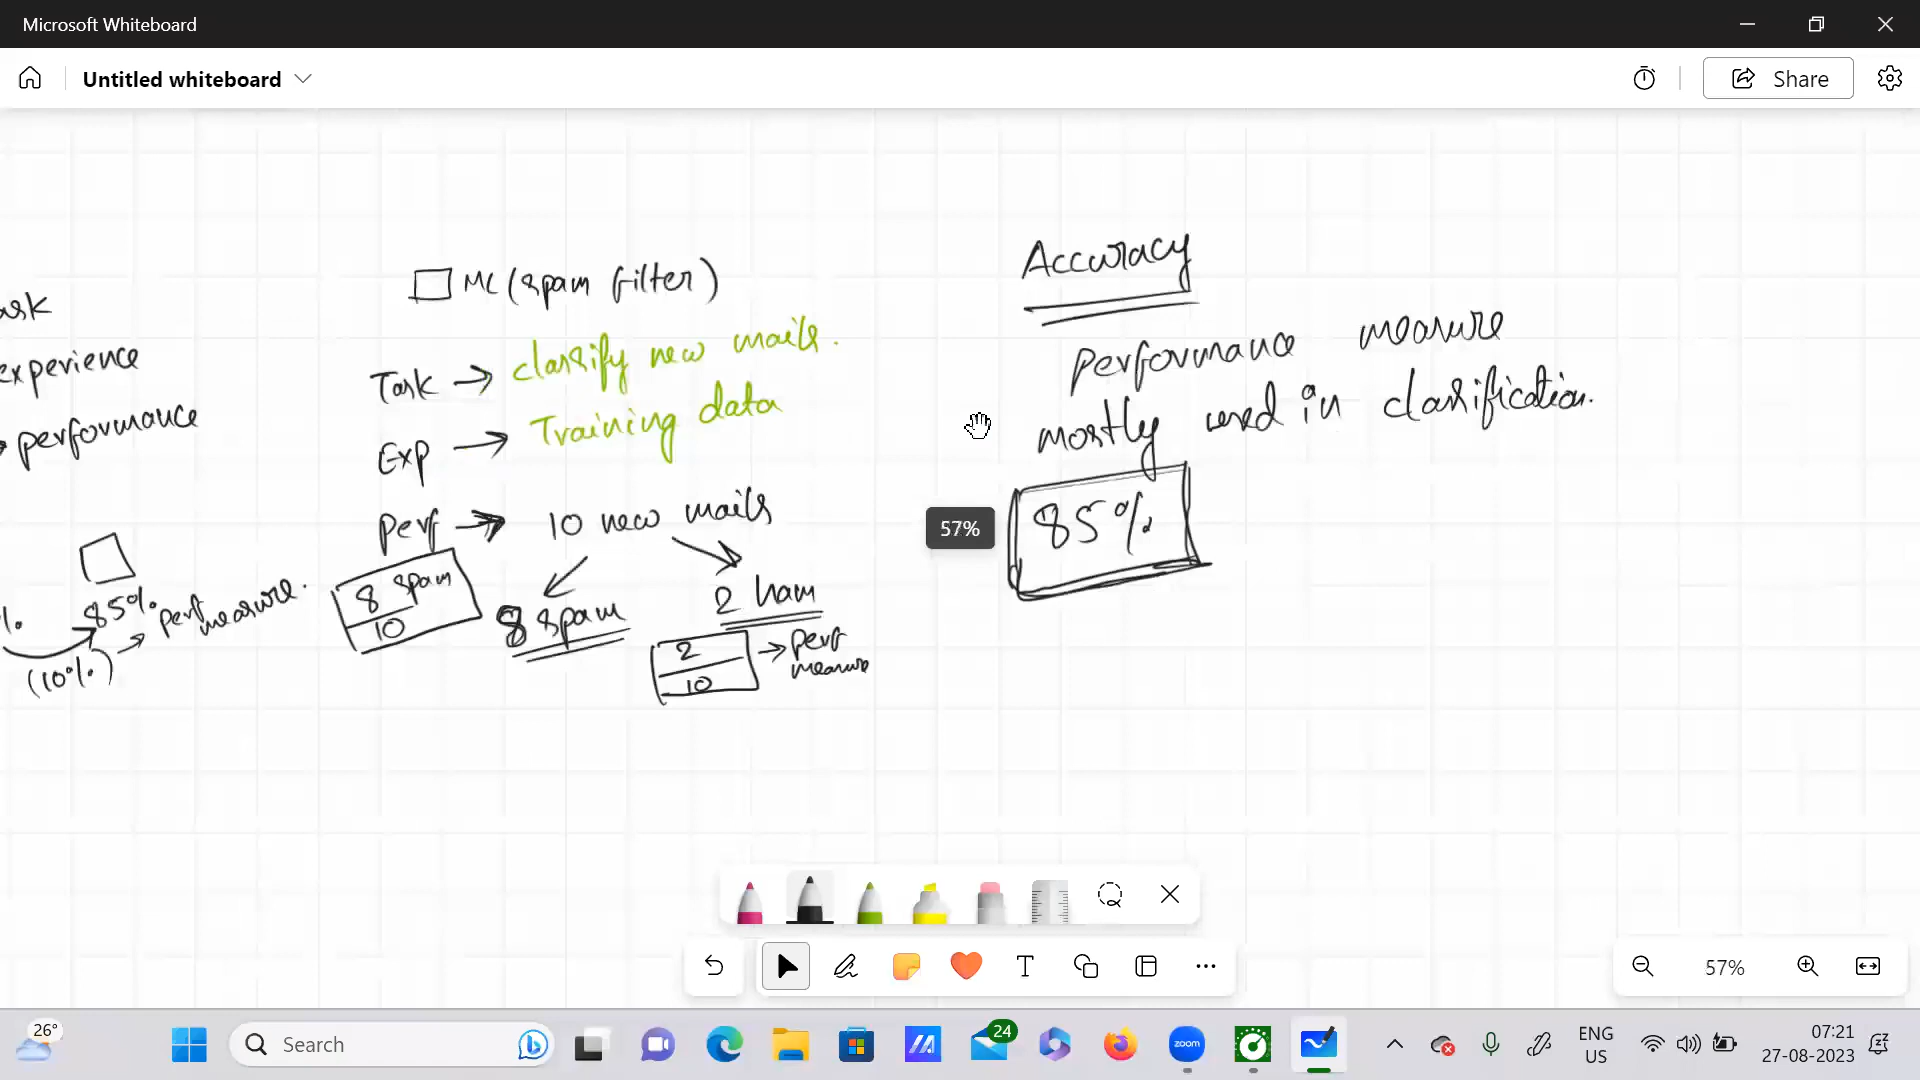 Microsoft Whiteboard
Untitled whiteboard
Share
experience
performance
85%
perf measure.
(10%)
ML (spam filter)
Task → classify new mails.
Exp → Training data
Perf → 10 new mails
8 spam
10
8 spam
2 ham
2
10
→ perf measure
Accuracy
Performance measure
mostly used in classification.
85%
57%
57%
26°
Search
24
zoom
ENG
US
07:21
27-08-2023